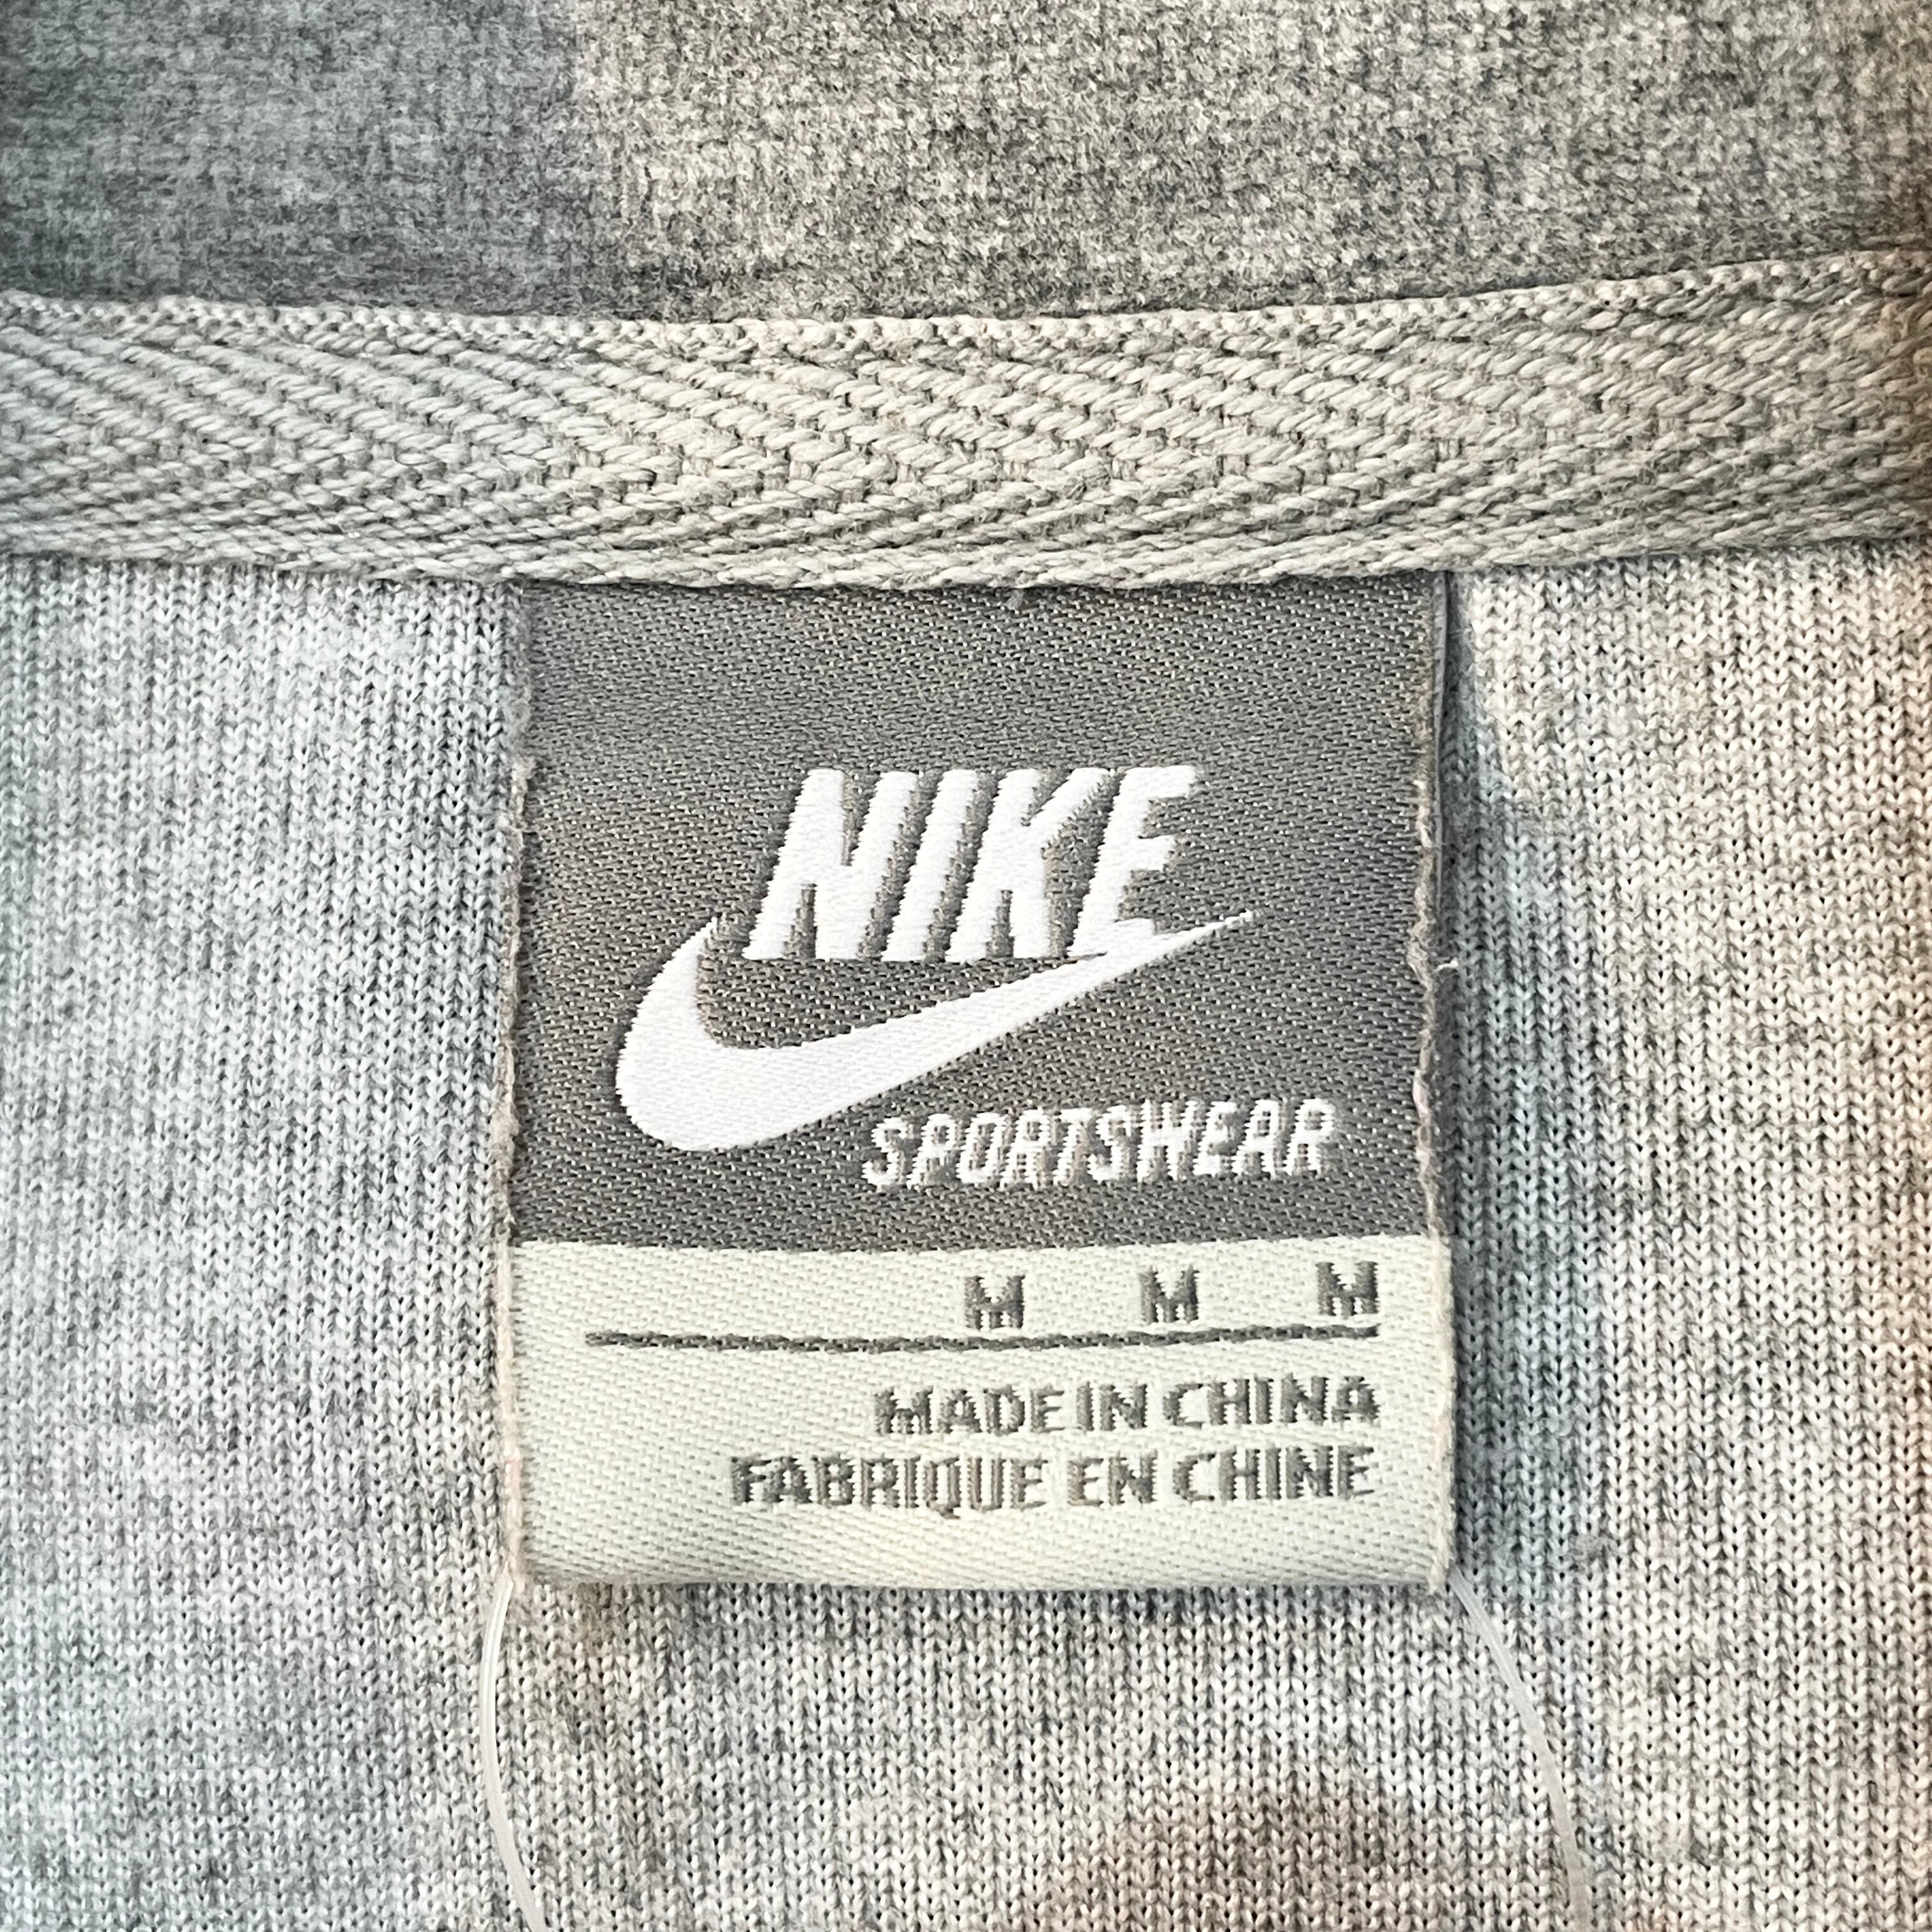 NIKE
SPORTSWEAR
M M M
MADE IN CHINA
FABRIQUE EN CHINE